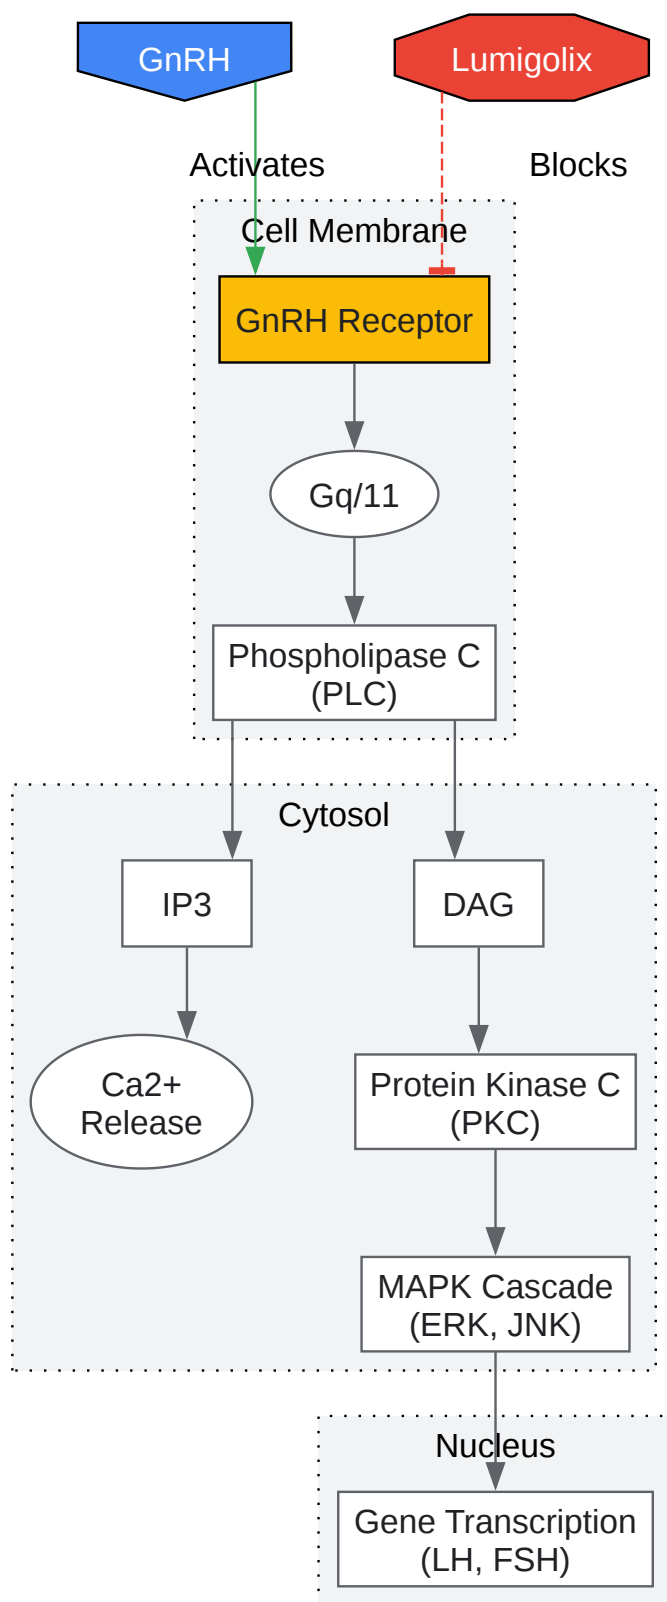 GnRH
Lumigolix
Activates
Blocks
Cell Membrane
GnRH Receptor
Gq/11
Phospholipase C
(PLC)
Cytosol
IP3
DAG
Ca2+
Release
Protein Kinase C
(PKC)
MAPK Cascade
(ERK, JNK)
Nucleus
Gene Transcription
(LH, FSH)